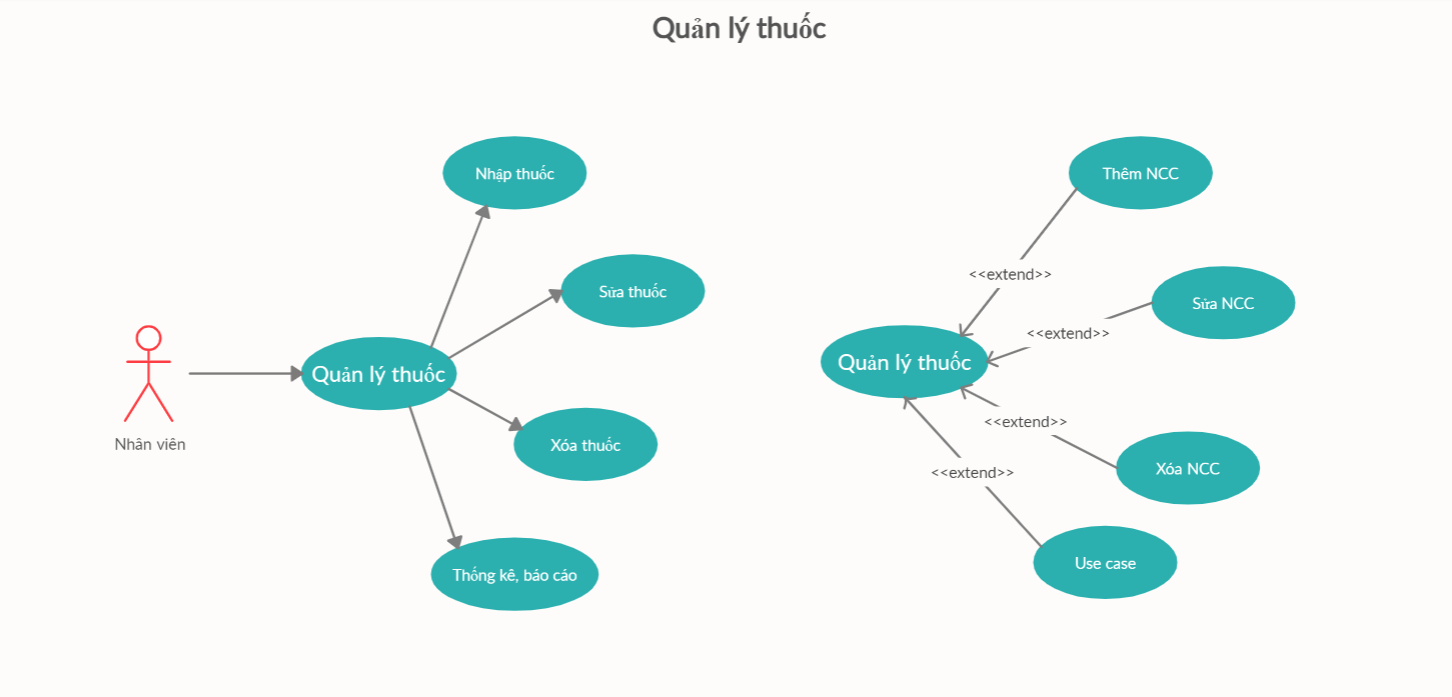 Quản lý thuốc
Nhập thuốc
Sửa thuốc
Quản lý thuốc
Nhân viên
Xóa thuốc
Thống kê, báo cáo
Thêm NCC
<<extend>>
Sửa NCC
<<extend>>
Quản lý thuốc
<<extend>>
Xóa NCC
<<extend>>
Use case